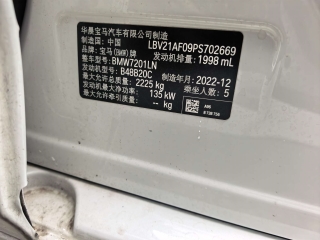 华晨宝马汽车有限公司制造
制造国: 中国 LBV21AF09PS702669
品牌: 宝马(BMW)牌 发动机排量: 1998 mL
整车型号: BMW7201LN
发动机型号: B48B20C 制造年月: 2022-12
最大允许总质量: 2225 kg 乘坐人数: 5
发动机最大净功率: 135 kW
最大允许牵引质量: -- kg